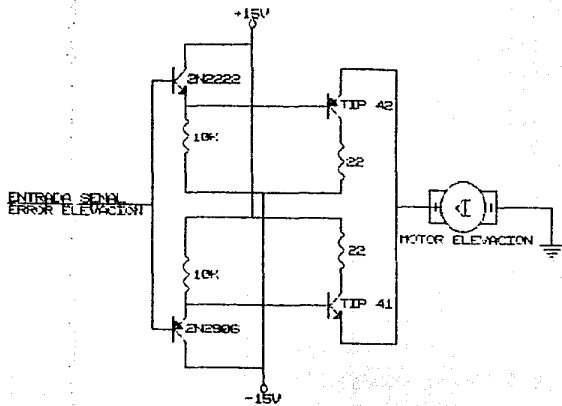 +15V
2N2222
TIP 42
10K
22
ENTRADA SENAL
ERROR ELEVACION
MOTOR ELEVACION
22
10K
TIP 41
2N2906
-15V